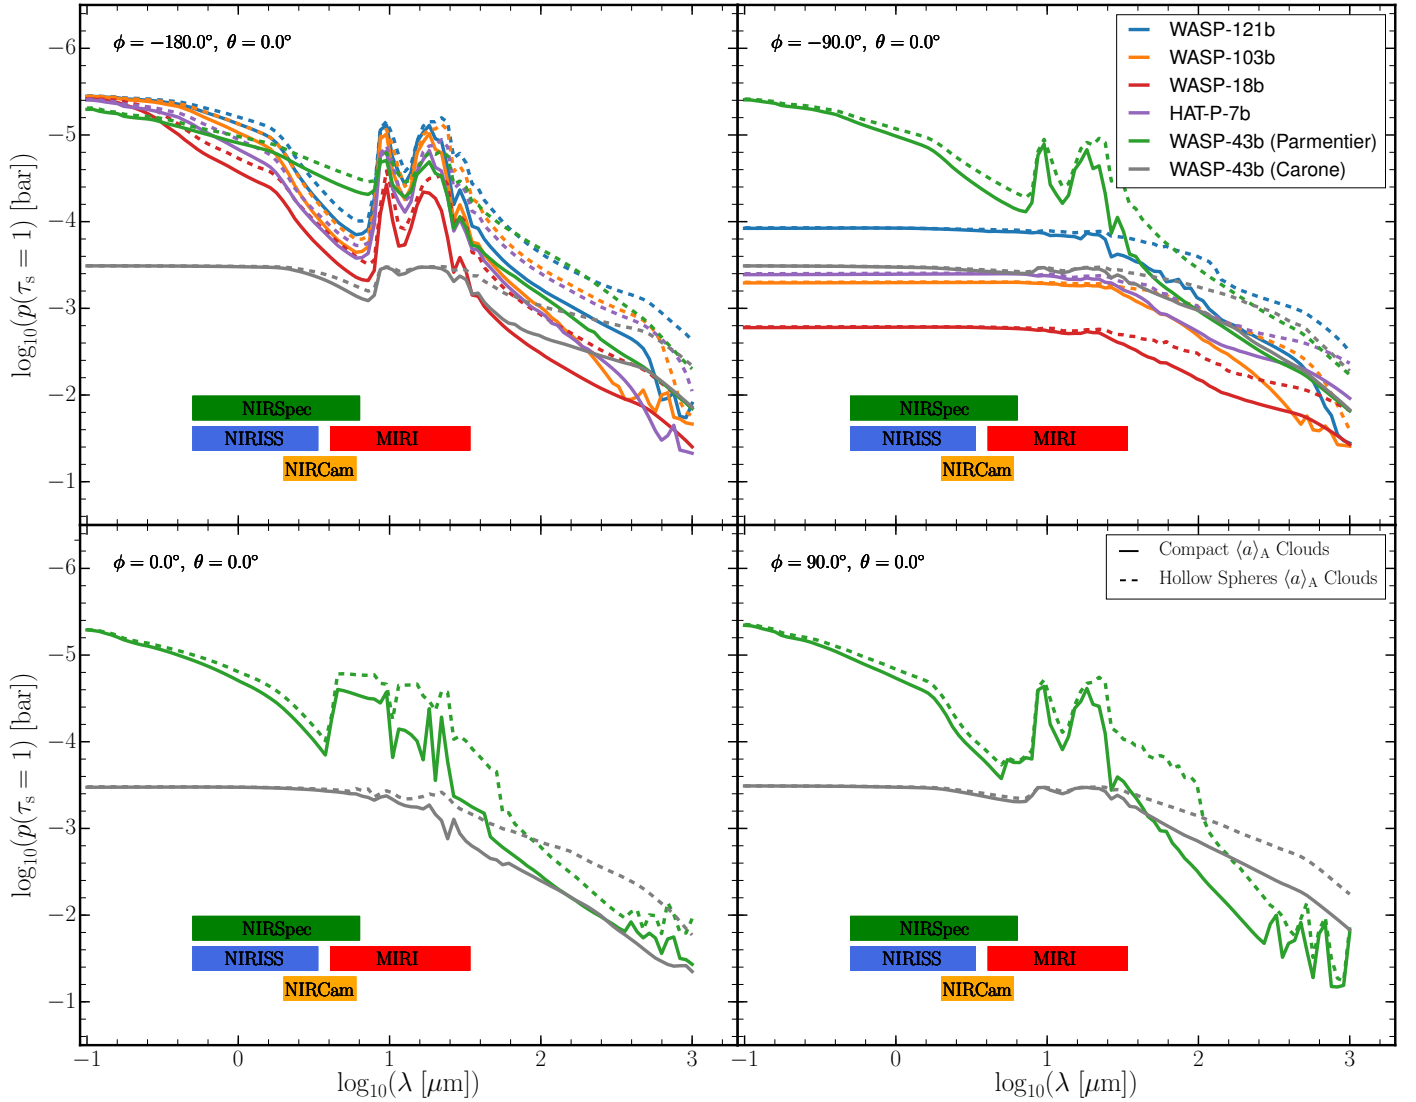 ϕ = −180.0°, θ = 0.0°
−6
−5
−4
−3
−2
−1
log₁₀(p(τₛ = 1) [bar]
NIRSpec
NIRISS
MIRI
NIRCam
ϕ = −90.0°, θ = 0.0°
WASP-121b
WASP-103b
WASP-18b
HAT-P-7b
WASP-43b (Parmentier)
WASP-43b (Carone)
NIRSpec
NIRISS
MIRI
NIRCam
ϕ = 0.0°, θ = 0.0°
−6
−5
−4
−3
−2
−1
log₁₀(p(τₛ = 1) [bar]
NIRSpec
NIRISS
MIRI
NIRCam
−1 0 1 2 3
log₁₀(λ [μm]
ϕ = 90.0°, θ = 0.0°
Compact ⟨a⟩_A Clouds
Hollow Spheres ⟨a⟩_A Clouds
NIRSpec
NIRISS
MIRI
NIRCam
−1 0 1 2 3
log₁₀(λ [μm]